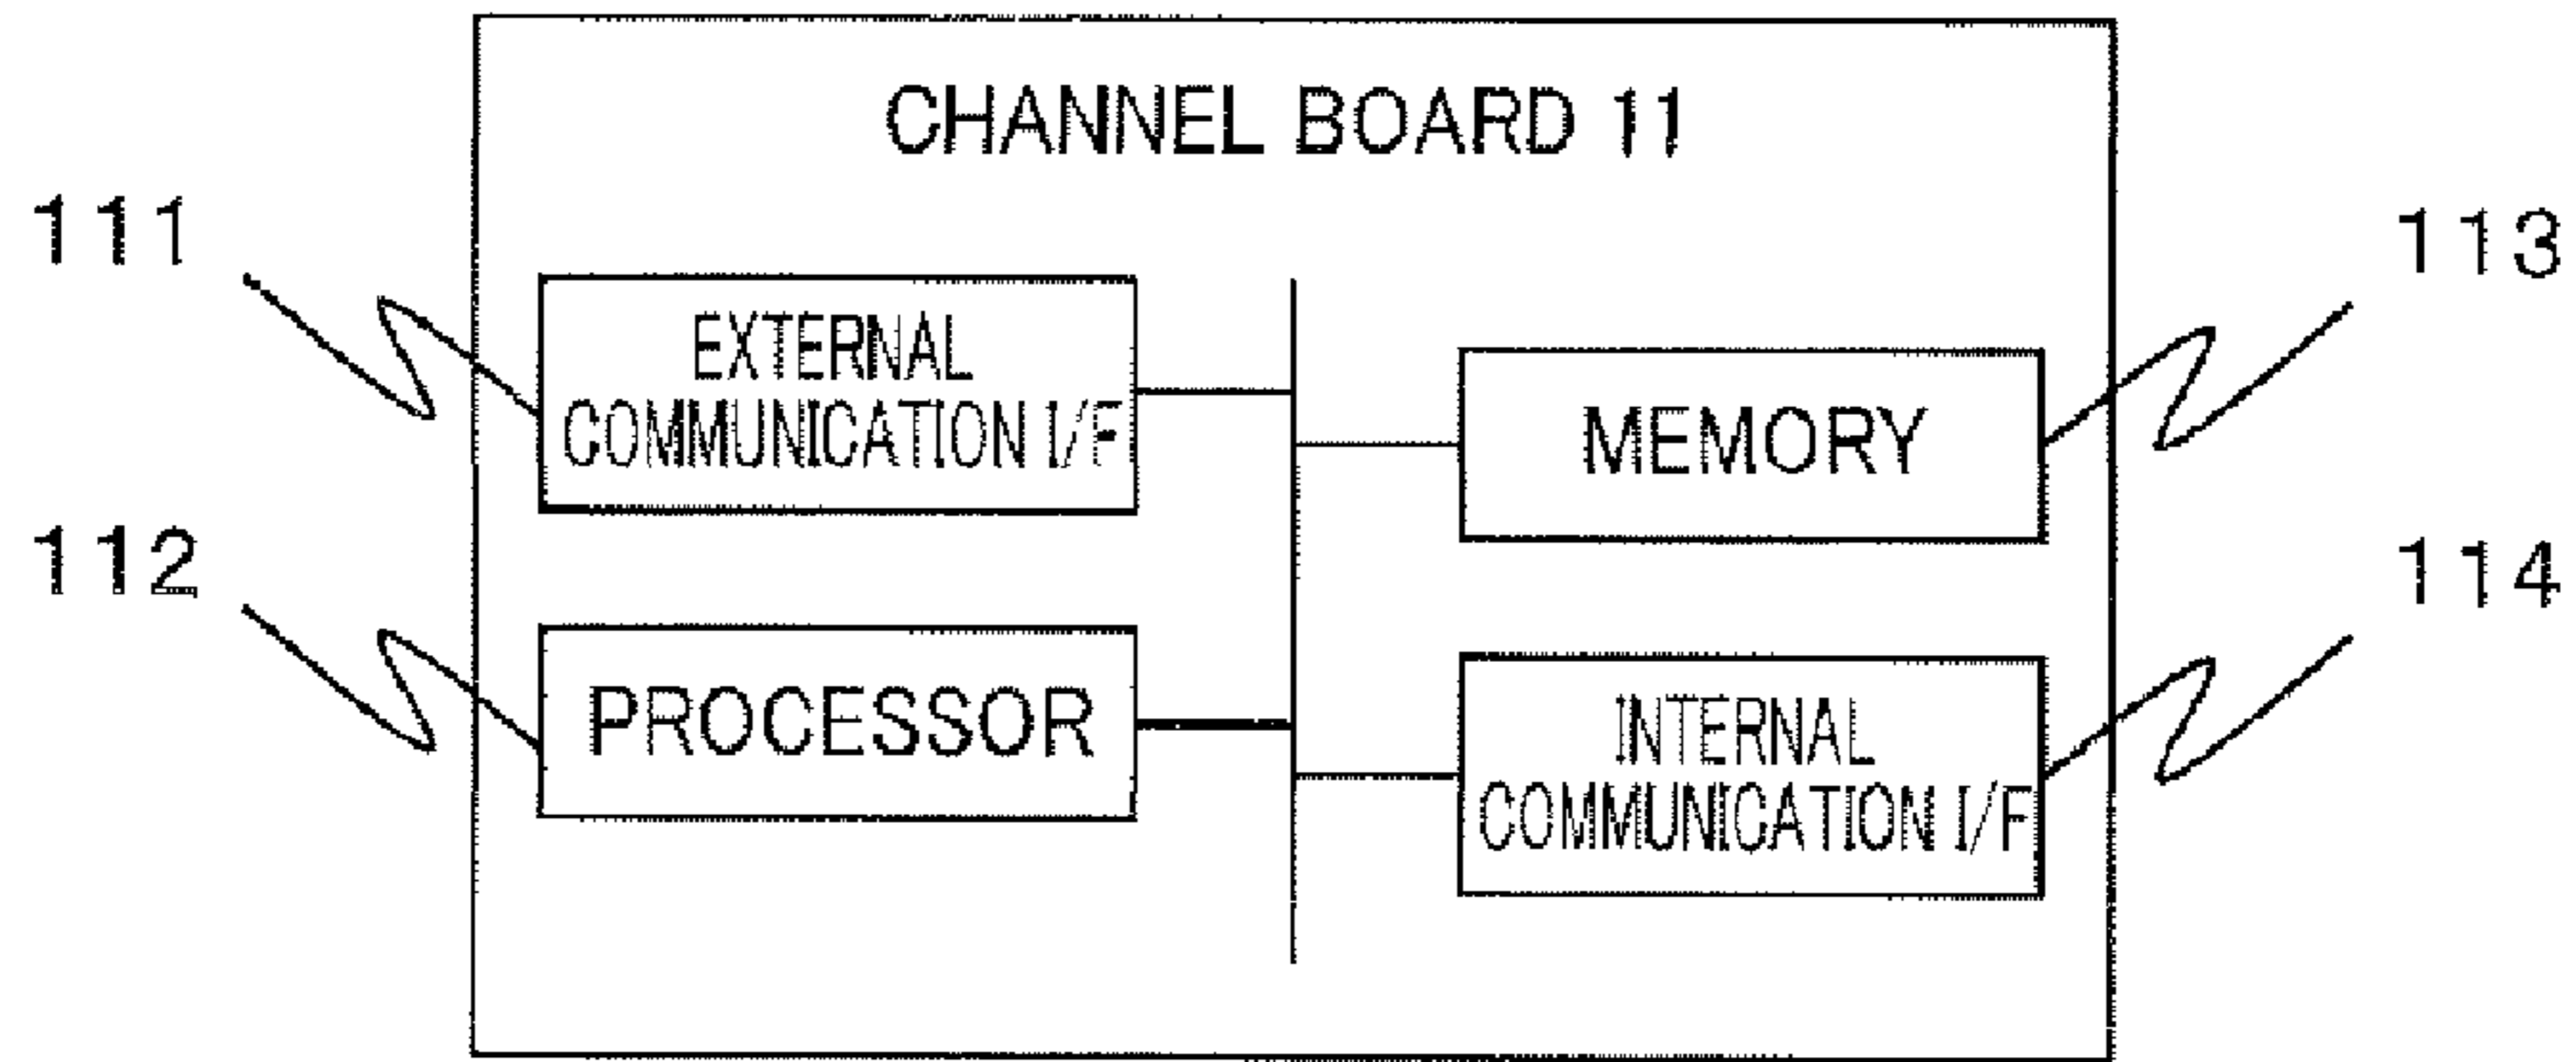 CHANNEL BOARD 11
111
EXTERNAL
COMMUNICATION I/F
113
MEMORY
112
PROCESSOR
114
INTERNAL
COMMUNICATION I/F